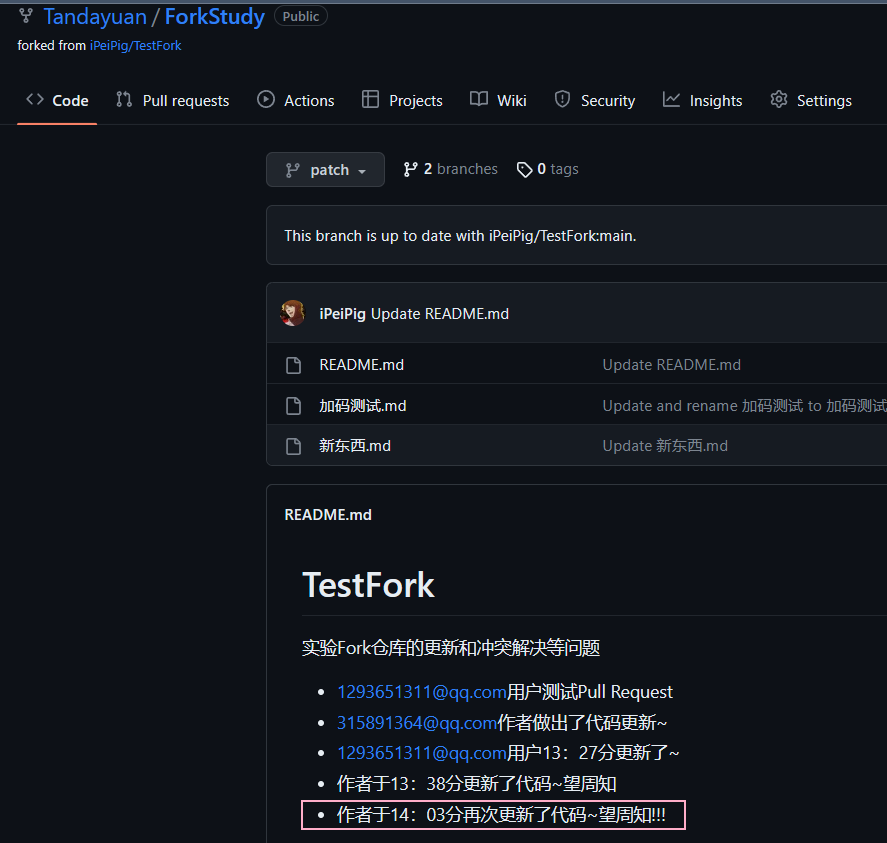 Tandayuan / ForkStudy Public
forked from iPeiPig/TestFork
Code Pull requests Actions Projects Wiki Security Insights Settings
patch 2 branches 0 tags
This branch is up to date with iPeiPig/TestFork:main.
iPeiPig Update README.md
README.md Update README.md
加码测试.md Update and rename 加码测试 to 加码测试
新东西.md Update 新东西.md
README.md
TestFork
实验Fork仓库的更新和冲突解决等问题
1293651311@qq.com用户测试Pull Request
315891364@qq.com作者做出了代码更新~
1293651311@qq.com用户13：27分更新了~
作者于13：38分更新了代码~望周知
作者于14：03分再次更新了代码~望周知!!!